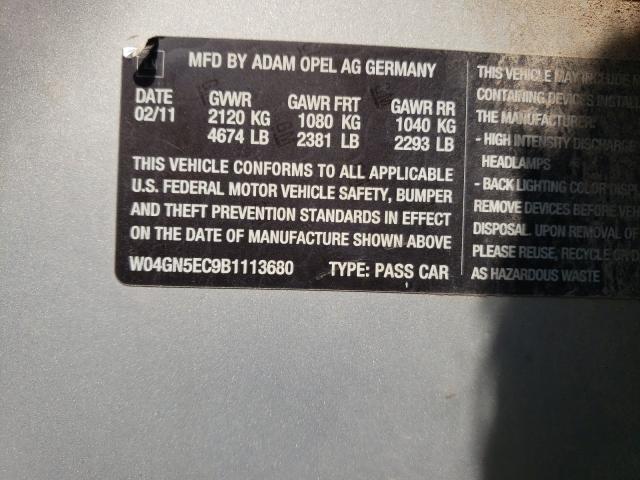 MFD BY ADAM OPEL AG GERMANY
DATE GVWR GAWR FRT GAWR RR
02/11 2120 KG 1080 KG 1040 KG
4674 LB 2381 LB 2293 LB
THIS VEHICLE CONFORMS TO ALL APPLICABLE
U.S. FEDERAL MOTOR VEHICLE SAFETY, BUMPER
AND THEFT PREVENTION STANDARDS IN EFFECT
ON THE DATE OF MANUFACTURE SHOWN ABOVE
W04GN5EC9B1113680 TYPE: PASS CAR
THIS VEHICLE MAY INCLUDE
CONTAINING DEVICES
THE MANUFACTURER:
- HIGH INTENSITY DISCHARGE
HEADLAMPS
- BACK LIGHTING COLOR
REMOVE DEVICES BEFORE
DISPOSAL. UPON REMOVAL OF
PLEASE REUSE, RECYCLE OR
AS HAZARDOUS WASTE